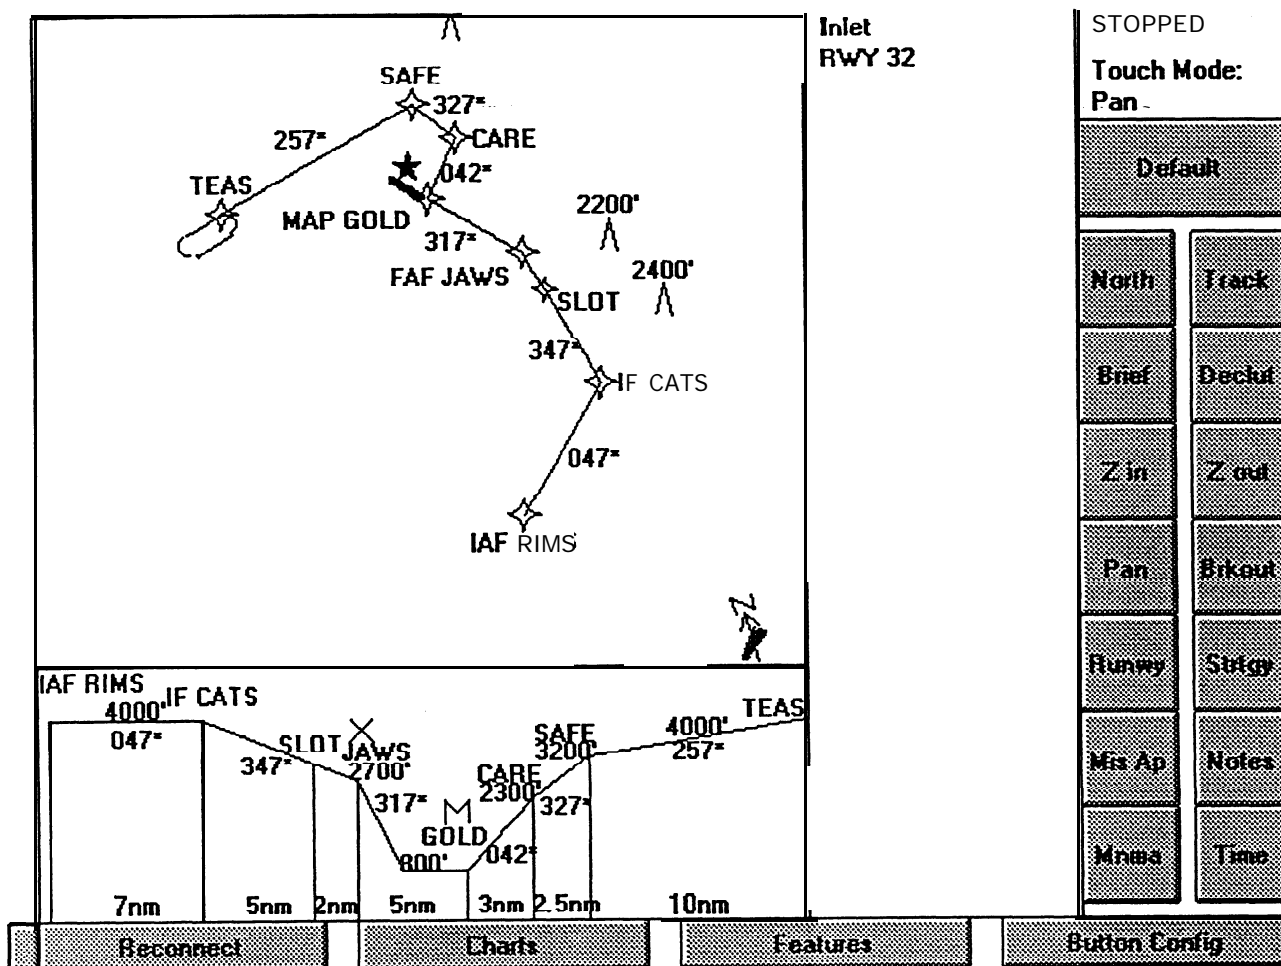 Inlet
RWY 32
STOPPED
Touch Mode:
Pan
SAFE
327°
CARE
257°
042°
TEAS
MAP GOLD
317°
2200'
FAF JAWS
2400'
SLOT
347°
IF CATS
047°
IAF RIMS
N
IAF RIMS
IF CATS
4000'
047°
SLOT
JAWS
347°
2700'
317°
GOLD
800'
CARE
2300'
042°
SAFE
3200'
327°
4000'
257°
TEAS
7nm
5nm
2nm
5nm
3nm
2.5nm
10nm
Default
North
Track
Brief
Declut
Z in
Z out
Pan
Brkout
Runwy
Strtgy
Mis Ap
Notes
Mnma
Time
Reconnect
Charts
Features
Button Config